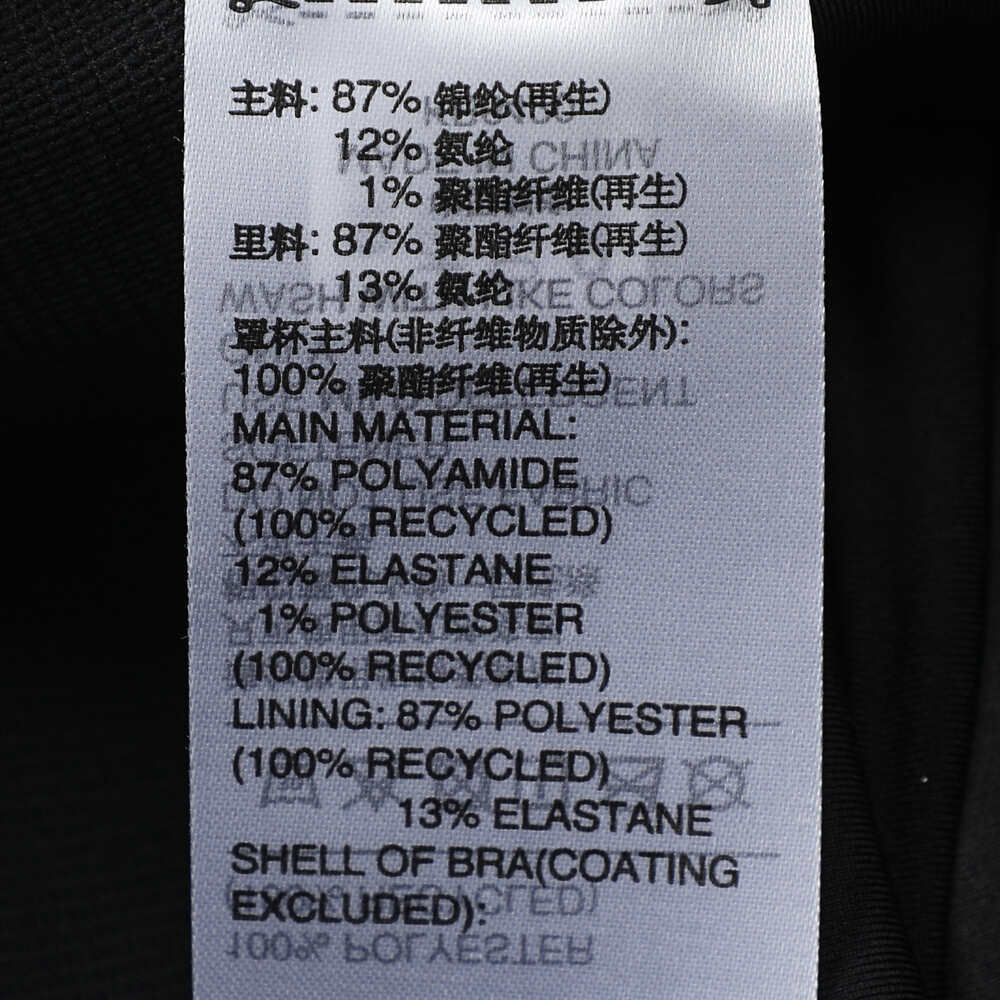 主料: 87% 锦纶(再生)
12% 氨纶
1% 聚酯纤维(再生)
里料: 87% 聚酯纤维(再生)
13% 氨纶
罩杯主料(非纤维物质除外):
100% 聚酯纤维(再生)
MAIN MATERIAL:
87% POLYAMIDE
(100% RECYCLED)
12% ELASTANE
1% POLYESTER
(100% RECYCLED)
LINING: 87% POLYESTER
(100% RECYCLED)
13% ELASTANE
SHELL OF BRA(COATING
EXCLUDED):